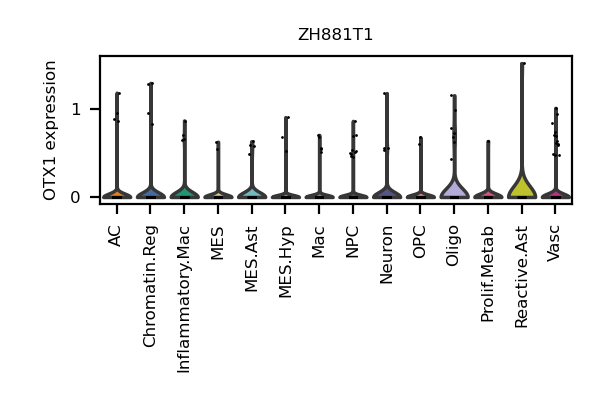 ZH881T1
OTX1 expression
1
0
AC
Chromatin.Reg
Inflammatory.Mac
MES
MES.Ast
MES.Hyp
Mac
NPC
Neuron
OPC
Oligo
Prolif.Metab
Reactive.Ast
Vasc